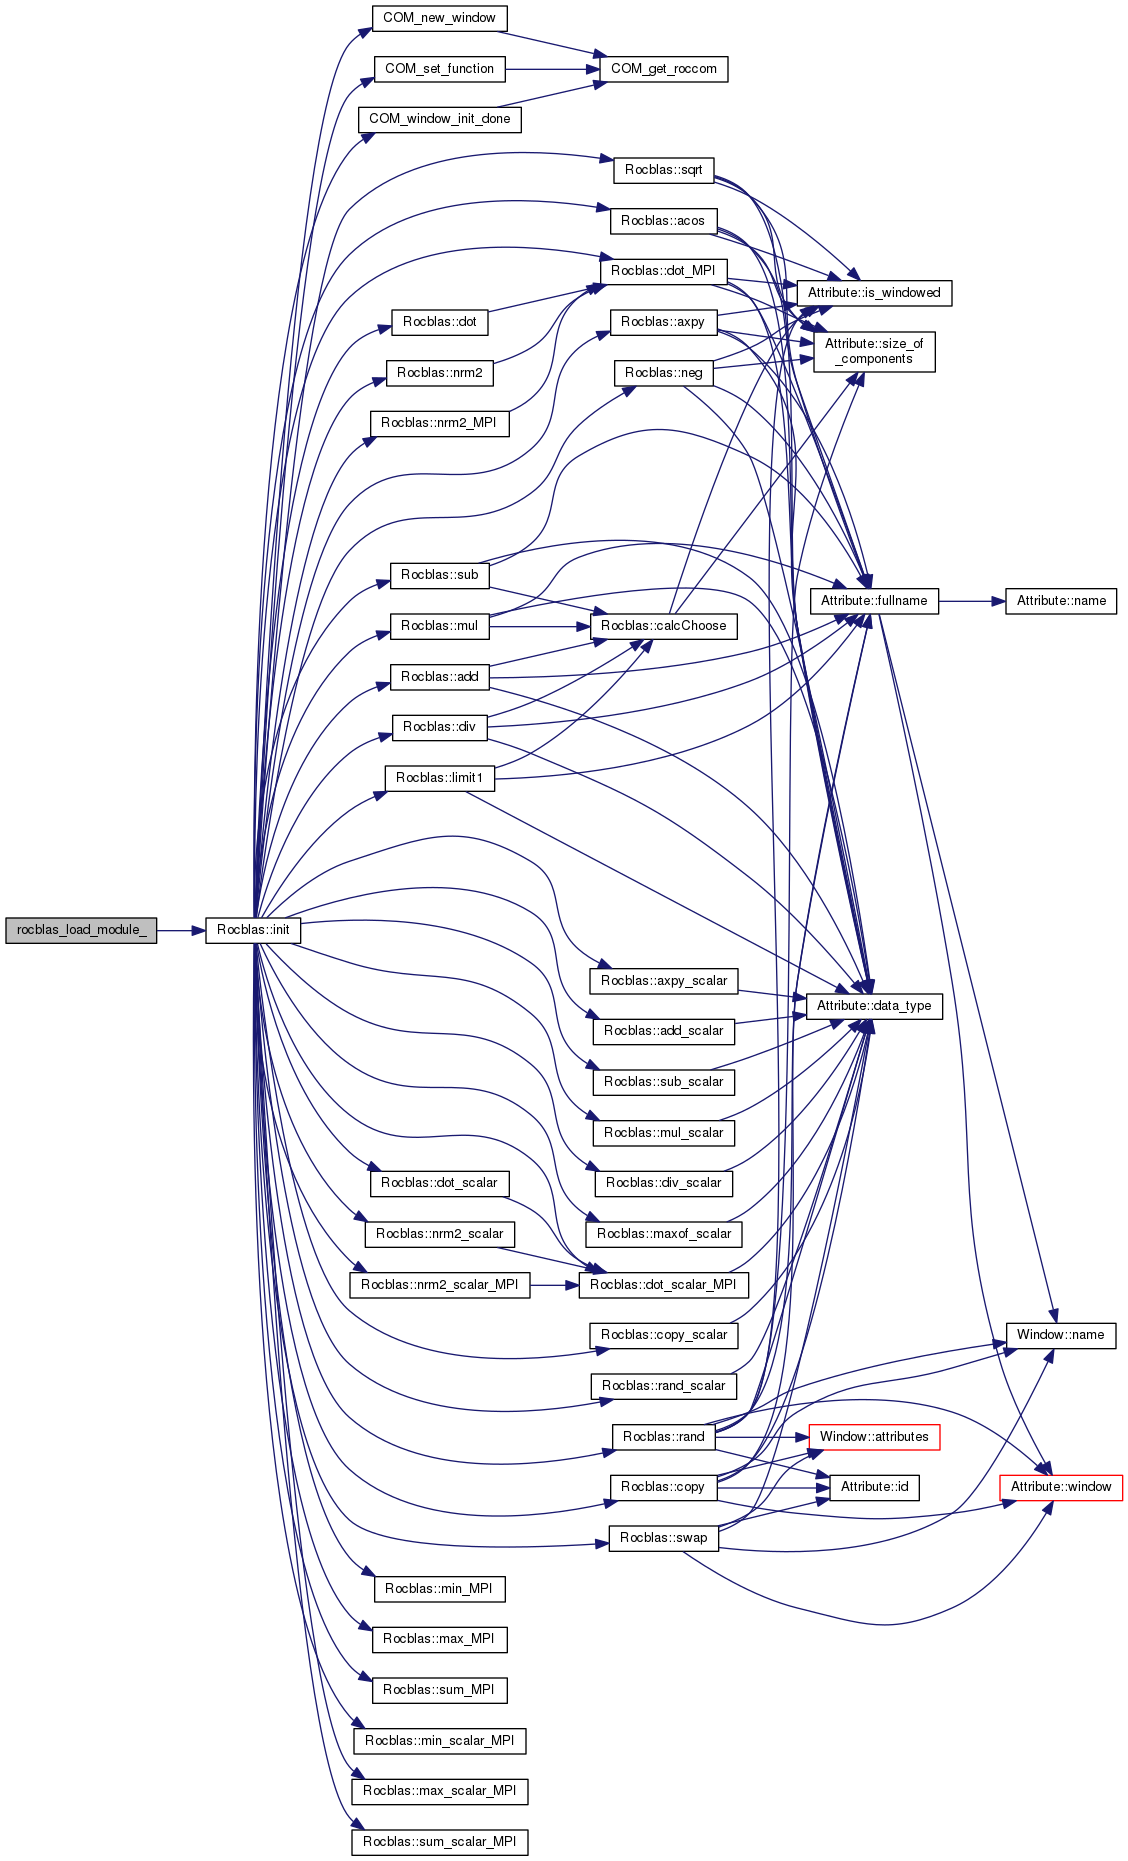 COM_new_window
COM_set_function
COM_get_roccom
COM_window_init_done
Rocblas::sqrt
Rocblas::acos
Rocblas::dot_MPI
Attribute::is_windowed
Rocblas::dot
Rocblas::axpy
Attribute::size_of
_components
Rocblas::nrm2
Rocblas::neg
Rocblas::nrm2_MPI
Rocblas::sub
Attribute::fullname
Attribute::name
Rocblas::mul
Rocblas::calcChoose
Rocblas::add
Rocblas::div
Rocblas::limit1
rocblas_load_module_
Rocblas::init
Rocblas::axpy_scalar
Attribute::data_type
Rocblas::add_scalar
Rocblas::sub_scalar
Rocblas::mul_scalar
Rocblas::dot_scalar
Rocblas::div_scalar
Rocblas::nrm2_scalar
Rocblas::maxof_scalar
Rocblas::nrm2_scalar_MPI
Rocblas::dot_scalar_MPI
Rocblas::copy_scalar
Window::name
Rocblas::rand_scalar
Rocblas::rand
Window::attributes
Rocblas::copy
Attribute::id
Attribute::window
Rocblas::swap
Rocblas::min_MPI
Rocblas::max_MPI
Rocblas::sum_MPI
Rocblas::min_scalar_MPI
Rocblas::max_scalar_MPI
Rocblas::sum_scalar_MPI